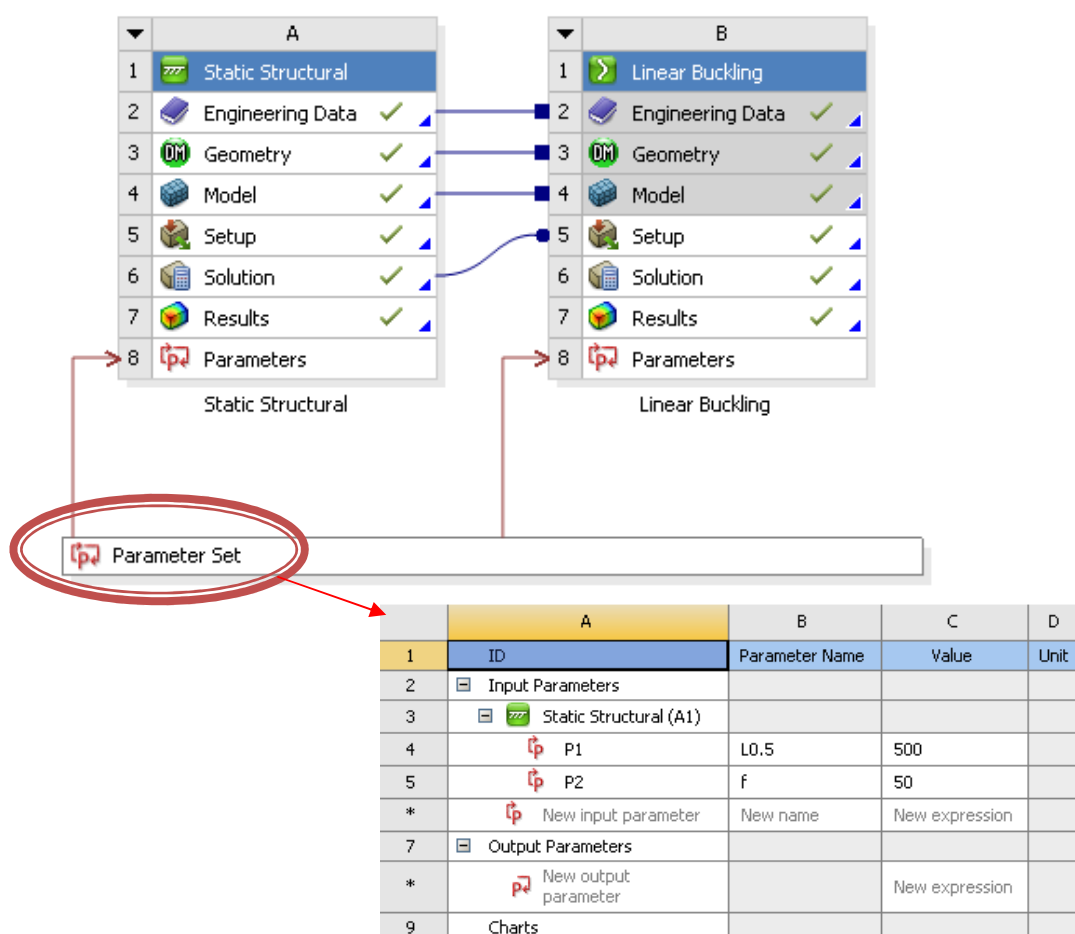 A
1 Static Structural
2 Engineering Data
3 DM Geometry
4 Model
5 Setup
6 Solution
7 Results
8 Parameters
Static Structural
B
1 Linear Buckling
2 Engineering Data
3 DM Geometry
4 Model
5 Setup
6 Solution
7 Results
8 Parameters
Linear Buckling
Parameter Set
A B C D
1 ID Parameter Name Value Unit
2 Input Parameters
3 Static Structural (A1)
4 P1 L0.5 500
5 P2 f 50
* New input parameter New name New expression
7 Output Parameters
* New output parameter New expression
9 Charts